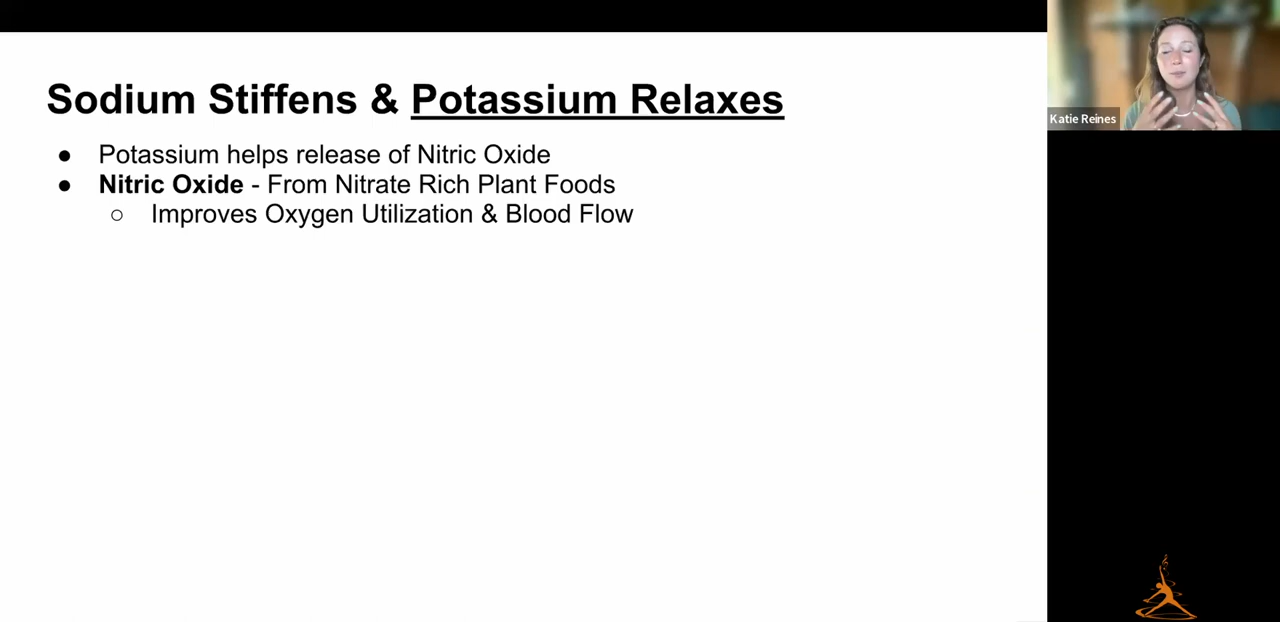 Sodium Stiffens & Potassium Relaxes
● Potassium helps release of Nitric Oxide
● Nitric Oxide - From Nitrate Rich Plant Foods
○ Improves Oxygen Utilization & Blood Flow
Katie Reines